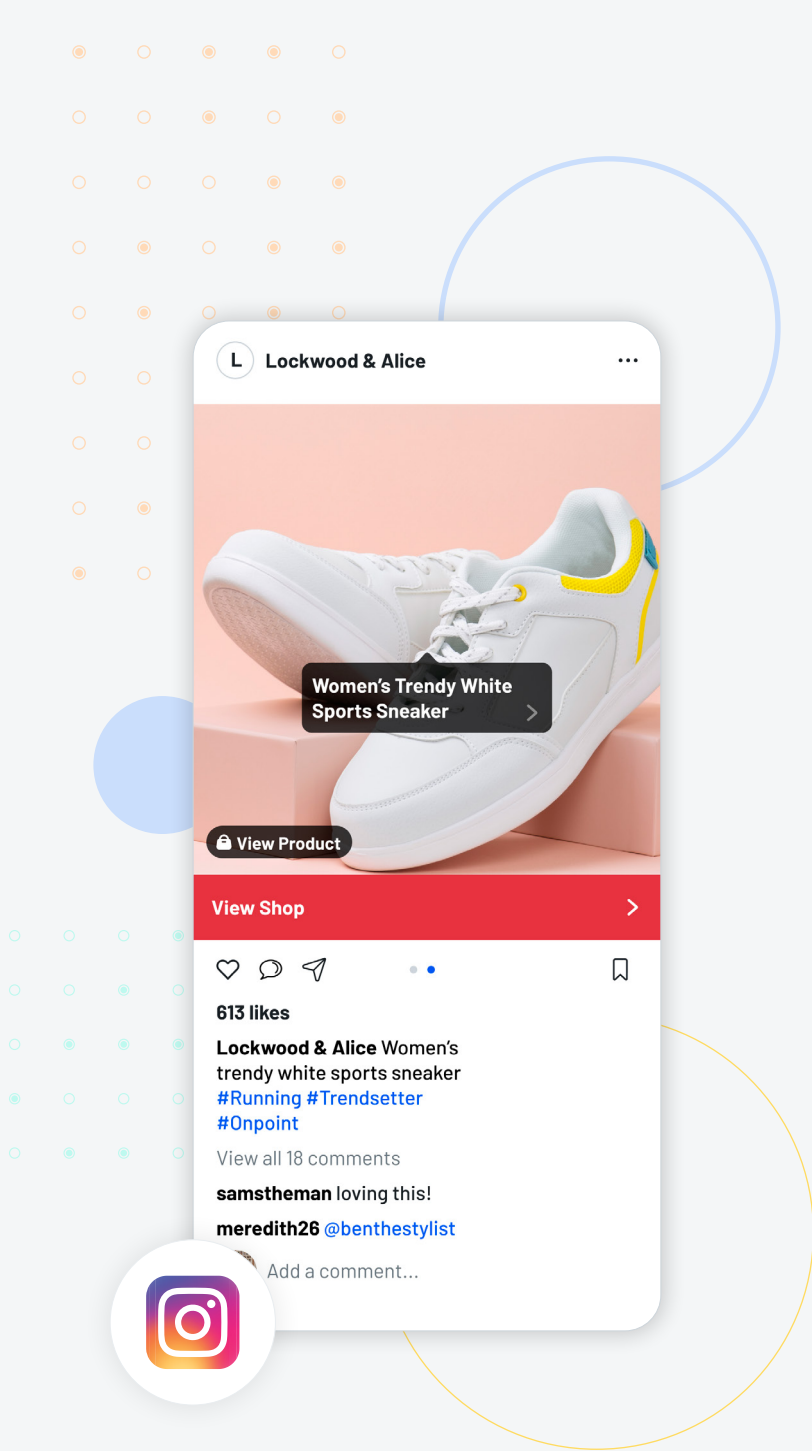 L Lockwood & Alice
Women’s Trendy White
Sports Sneaker
View Product
View Shop
613 likes
Lockwood & Alice Women’s
trendy white sports sneaker
#Running #Trendsetter
#Onpoint
View all 18 comments
samstheman loving this!
meredith26 @benthestylist
Add a comment...